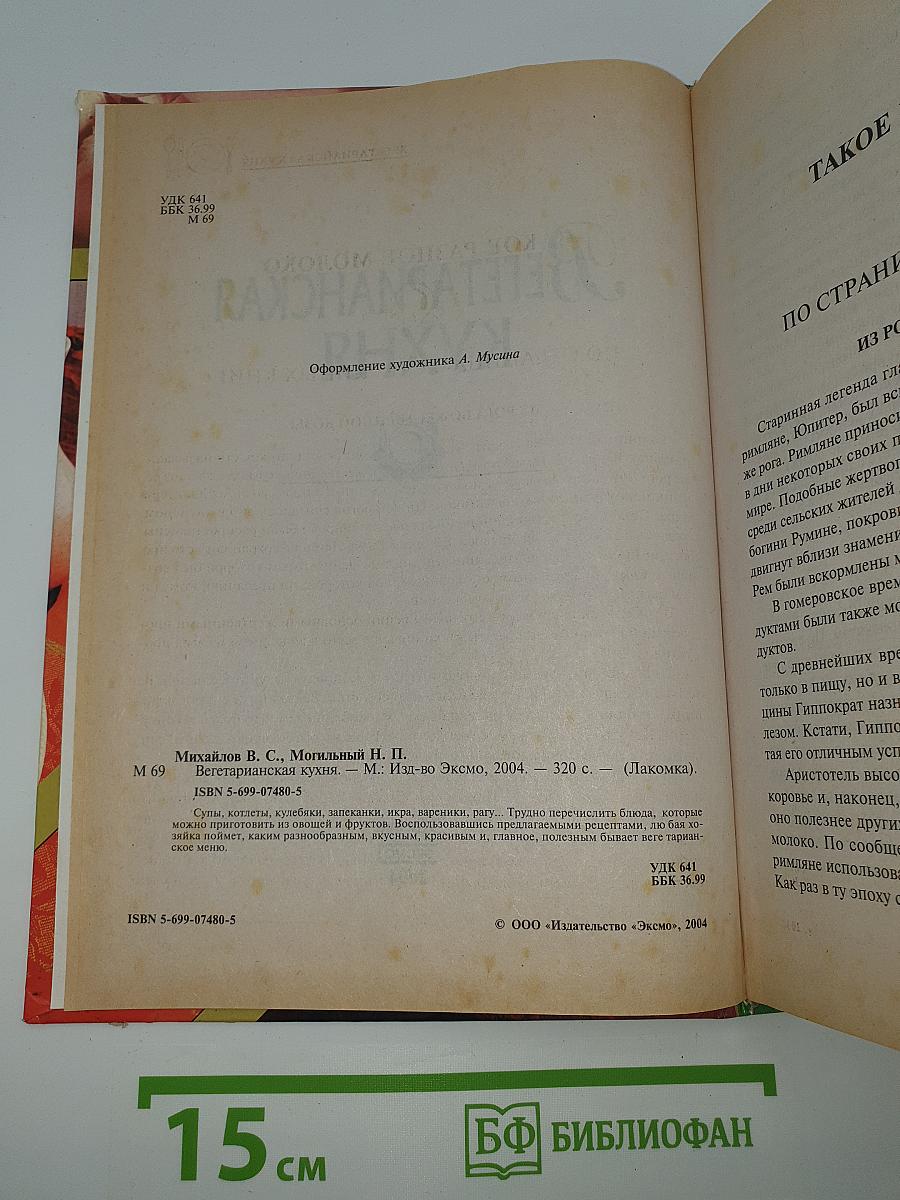 УДК 641
ББК 36.99
М 69
Оформление художника А. Мусина
Михайлов В. С., Могильный Н. П.
М 69 Вегетарианская кухня. — М.: Изд-во Эксмо, 2004. — 320 с. — (Лакомка).
ISBN 5-699-07480-5
Супы, котлеты, кулебяки, запеканки, икра, вареники, рагу... Трудно перечислить блюда, которые
можно приготовить из овощей и фруктов. Воспользовавшись предлагаемыми рецептами, лю бая хо-
зяйка поймет, каким разнообразным, вкусным, красивым и, главное, полезным бывает веге тариан-
ское меню.
УДК 641
ББК 36.99
ISBN 5-699-07480-5
© ООО «Издательство «Эксмо», 2004
ТАКОЕ
ПО СТРАНИ
ИЗ РО
Старинная легенда гла
римляне, Юпитер, был вс
же рога. Римляне приноси
в дни некоторых своих п
мире. Подобные жертвоп
среди сельских жителей
богини Румине, покрови
двигнут вблизи знамени
Рем были вскормлены м
В гомеровское врем
дуктами были также мо
дуктов.
С древнейших вре
только в пищу, но и в
цины Гиппократ назн
лезом. Кстати, Гиппо
тая его отличным усп
Аристотель высо
коровье и, наконец,
оно полезнее других
молоко. По сообще
римляне использова
Как раз в ту эпоху с
15 см
БФ БИБЛИОФАН